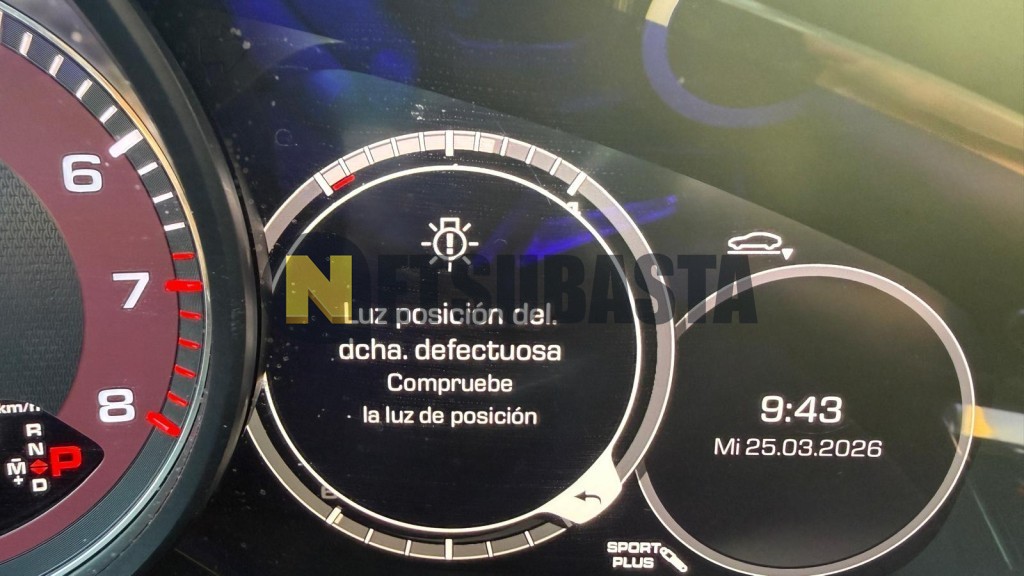 6
7
8
km/h
R
N
M
+
D
P
NETSUBASTA
Luz posición del.
dcha. defectuosa
Compruebe
la luz de posición
9:43
Mi 25.03.2026
SPORT
PLUS